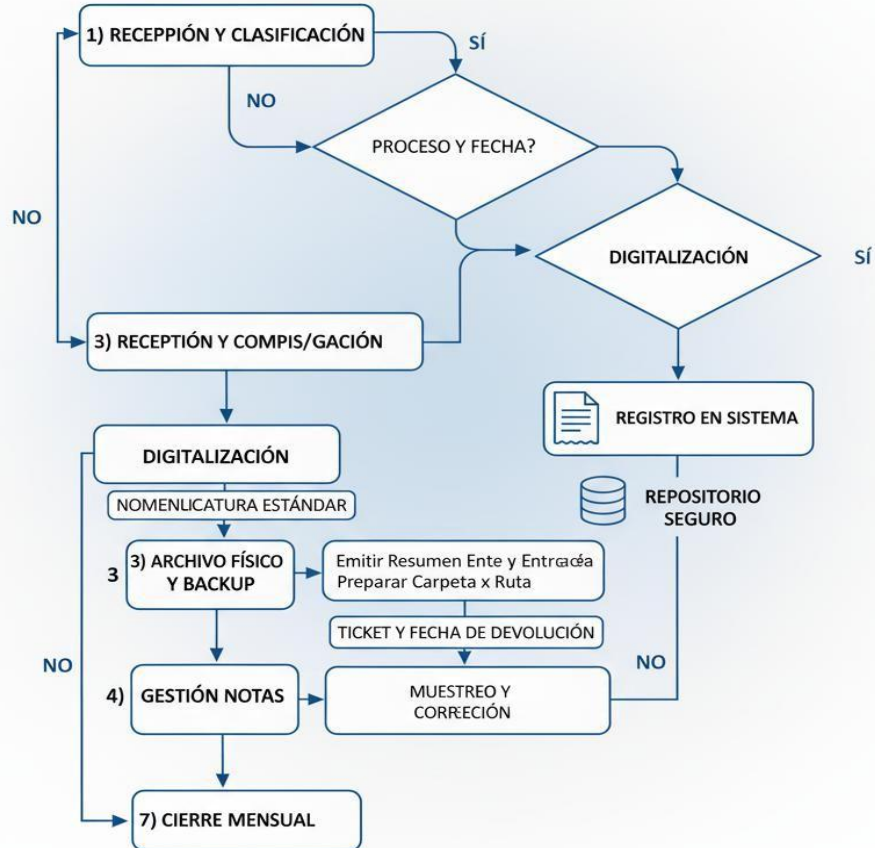 1) RECEPPIÓN Y CLASIFICACIÓN
SÍ
NO
PROCESO Y FECHA?
NO
DIGITALIZACIÓN
SÍ
3) RECEPTIÓN Y COMPIS/GACIÓN
REGISTRO EN SISTEMA
DIGITALIZACIÓN
REPOSITORIO
SEGURO
NOMENLICATURA ESTÁNDAR
3
3) ARCHIVO FÍSICO
Y BACKUP
Emitir Resumen Ente y
Preparar Carpeta x Ruta
TICKET Y FECHA DE DEVOLUCIÓN
NO
NO
4)
GESTIÓN NOTAS
MUESTREO Y
CORRECIÓN
7) CIERRE MENSUAL